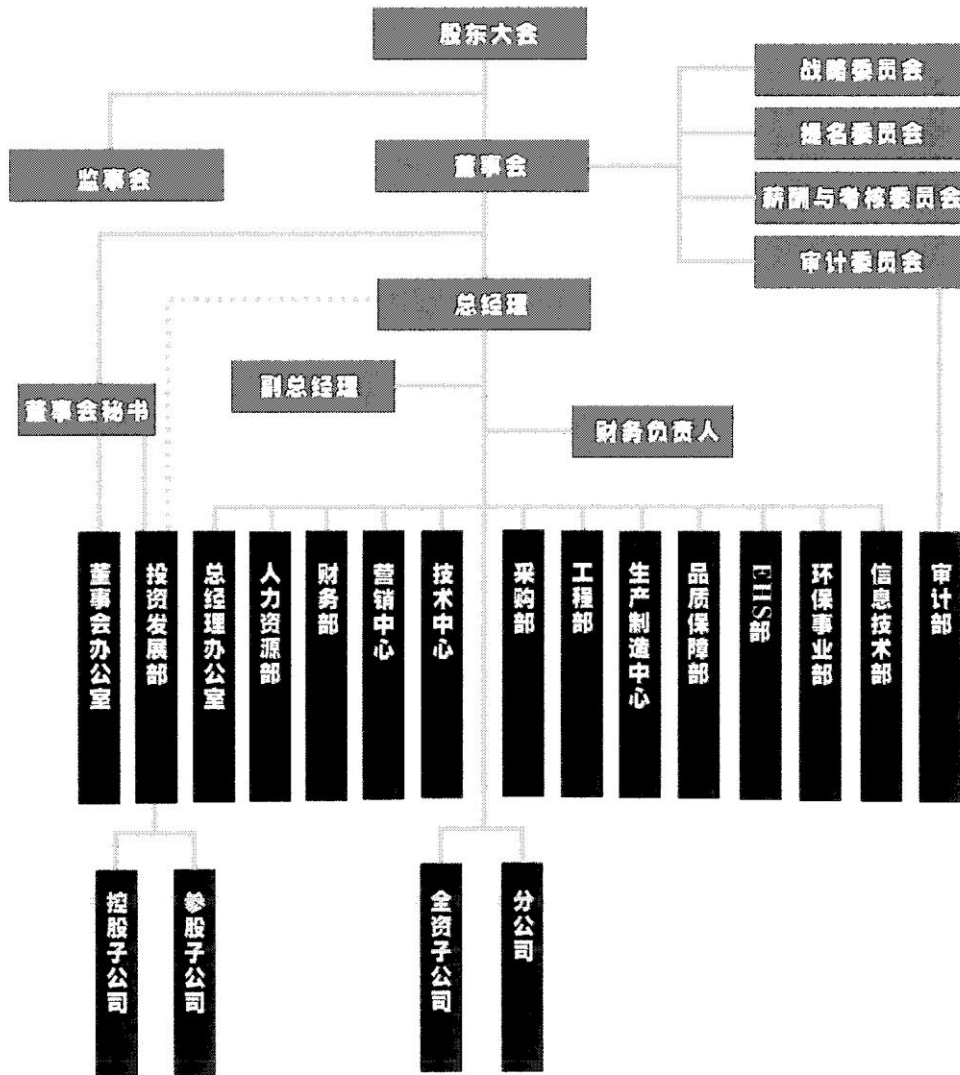 股东大会
战略委员会
提名委员会
监事会
董事会
薪酬与考核委员会
审计委员会
总经理
副总经理
董事会秘书
财务负责人
董事会办公室
投资发展部
总经理办公室
人力资源部
财务部
营销中心
技术中心
采购部
工程部
生产制造中心
品质保障部
EHS部
环保事业部
信息技术部
审计部
控股子公司
参股子公司
全资子公司
分公司